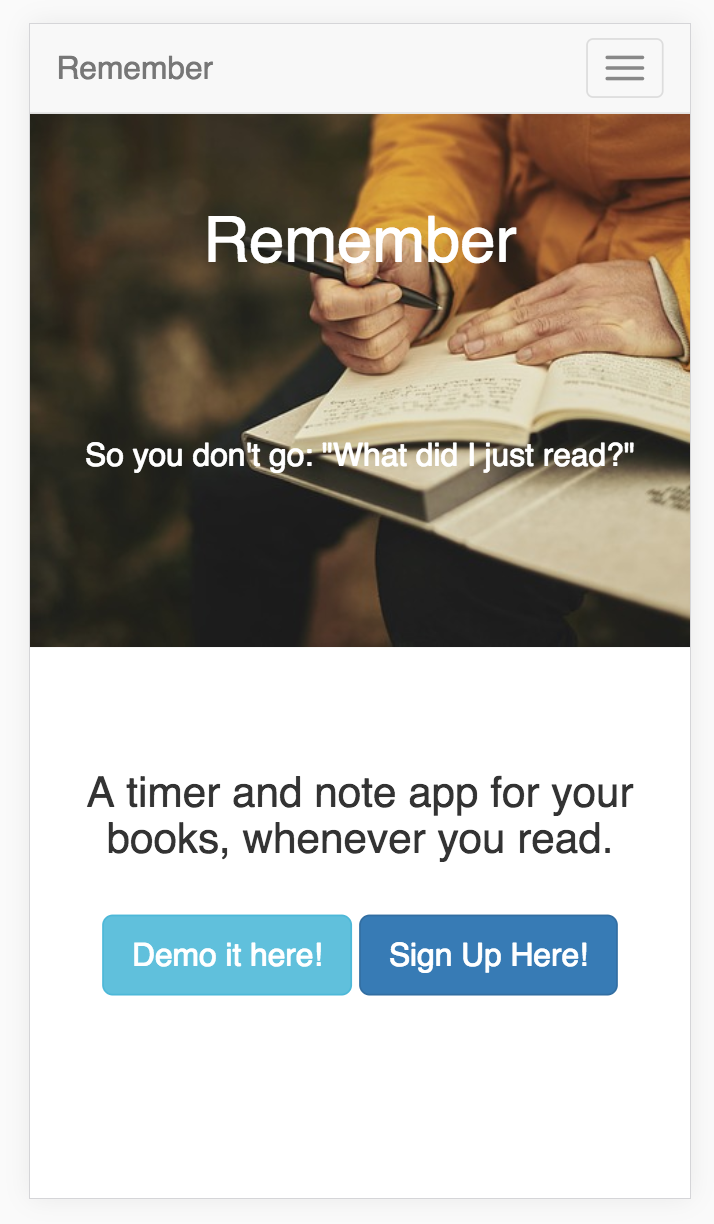 Remember
Remember
So you don't go: "What did I just read?"
A timer and note app for your
books, whenever you read.
Demo it here!
Sign Up Here!